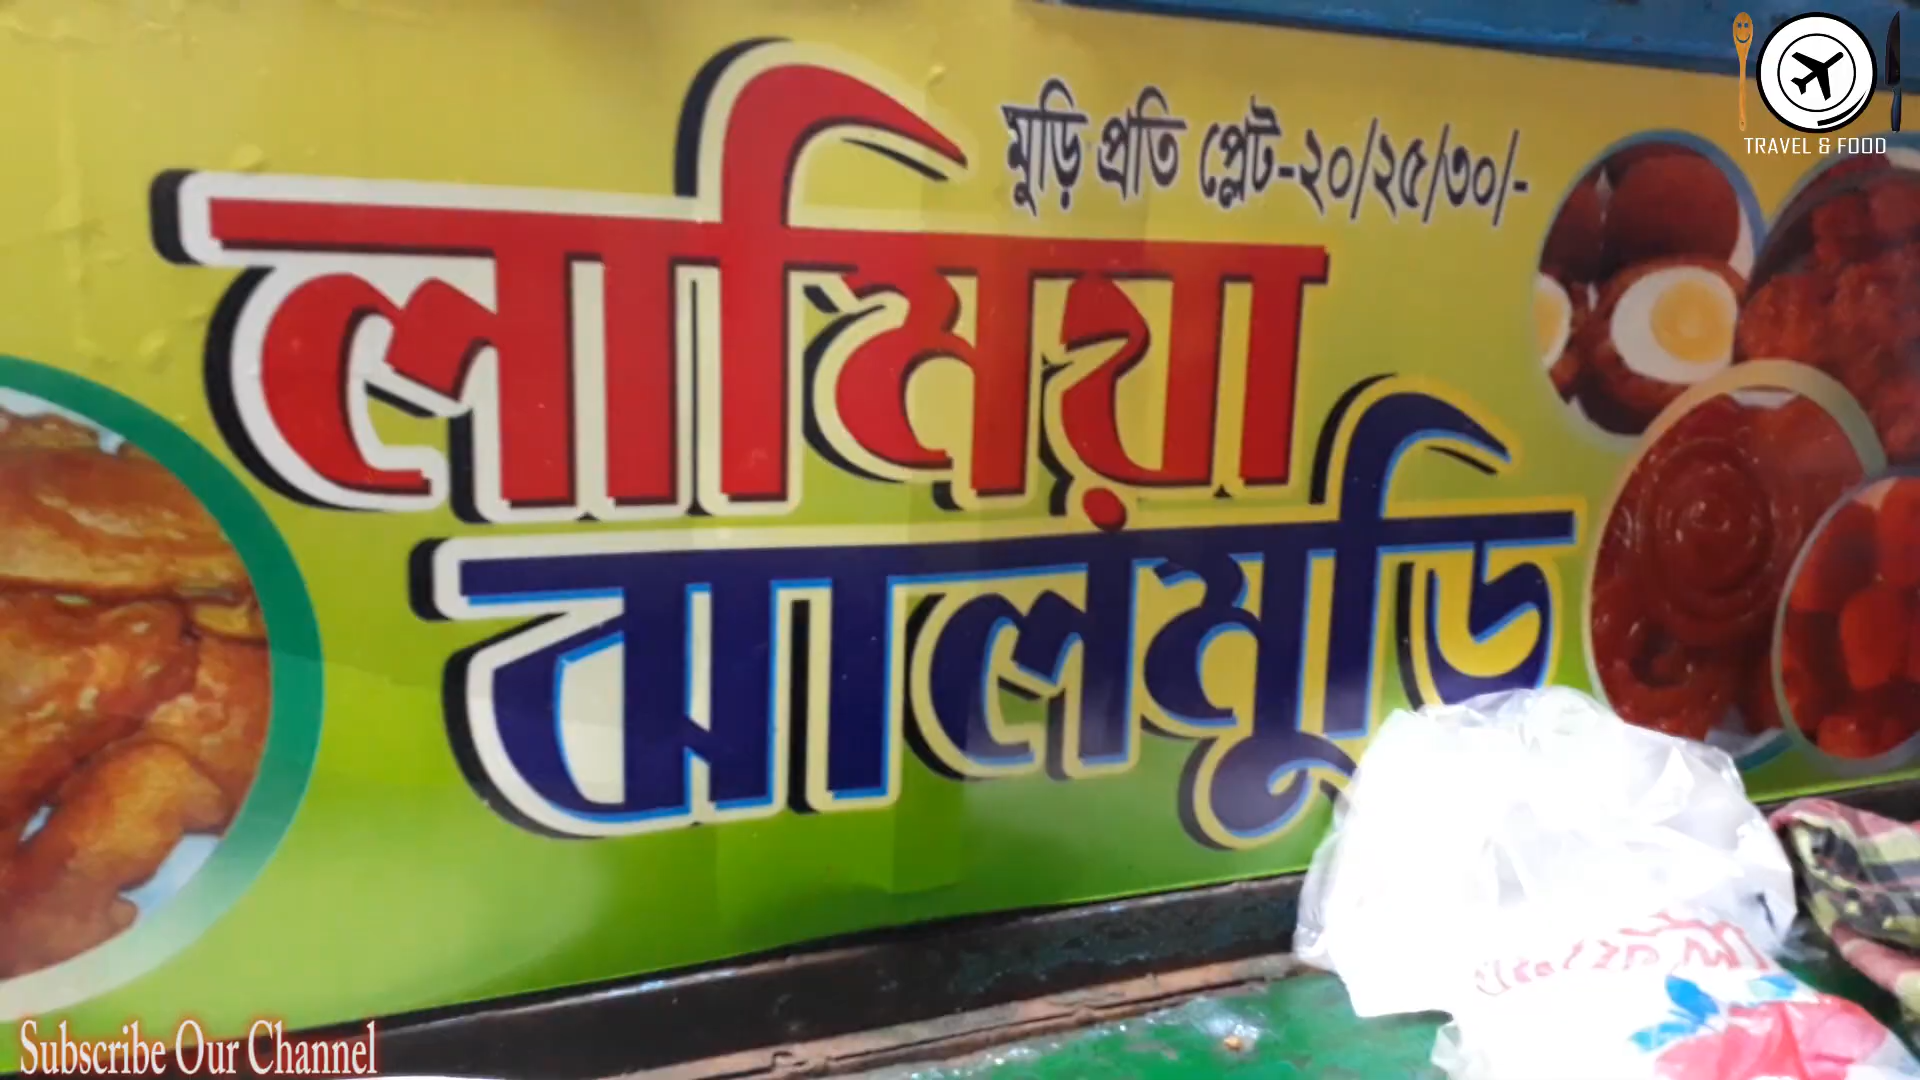 মুড়ি প্রতি প্লেট-২০/২৫/৩০/-
লামিয়া
ঝালমুড়ি
TRAVEL & FOOD
Subscribe Our Channel